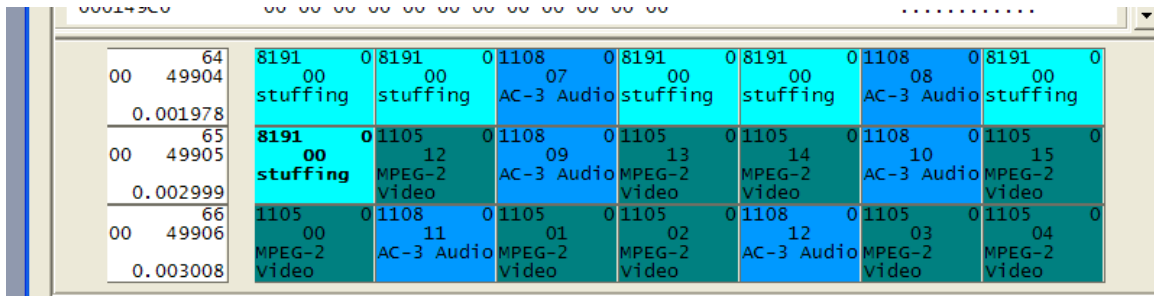 000149C0 00 00 00 00 00 00 00 00 00 00 00 00 ............
64 8191 0 8191 0 1108 0 8191 0 8191 0 1108 0 8191 0
00 49904 00 00 07 00 00 08 00
stuffing stuffing AC-3 Audio stuffing stuffing AC-3 Audio stuffing
0.001978
65 8191 0 1105 0 1108 0 1105 0 1105 0 1108 0 1105 0
00 49905 00 12 09 13 14 10 15
stuffing MPEG-2 AC-3 Audio MPEG-2 MPEG-2 AC-3 Audio MPEG-2
0.002999 Video Video Video Video
66 1105 0 1108 0 1105 0 1105 0 1108 0 1105 0 1105 0
00 49906 00 11 01 02 12 03 04
MPEG-2 AC-3 Audio MPEG-2 MPEG-2 AC-3 Audio MPEG-2 MPEG-2
0.003008 Video Video Video Video Video